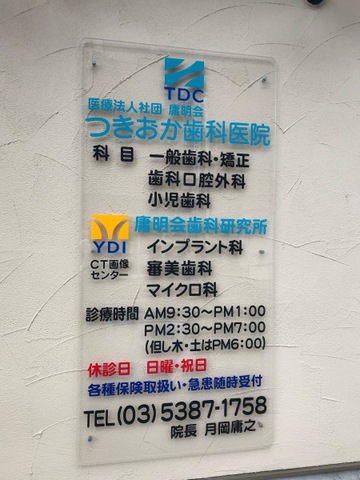 TDC
医療法人社団 庸明会
つきおか歯科医院
科目 一般歯科・矯正
歯科口腔外科
小児歯科
YDI
CT画像
センター
庸明会歯科研究所
インプラント科
審美歯科
マイクロ科
診療時間 AM9:30～PM1:00
PM2:30～PM7:00
(但し木・土はPM6:00)
休診日 日曜・祝日
各種保険取扱い・急患随時受付
TEL(03)5387-1758
院長 月岡庸之